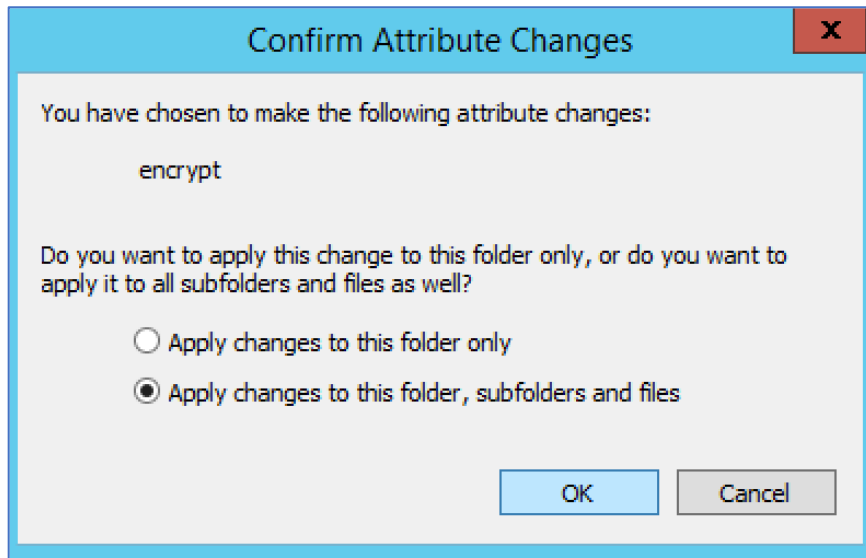 Confirm Attribute Changes
x
You have chosen to make the following attribute changes:
encrypt
Do you want to apply this change to this folder only, or do you want to
apply it to all subfolders and files as well?
Apply changes to this folder only
Apply changes to this folder, subfolders and files
OK
Cancel